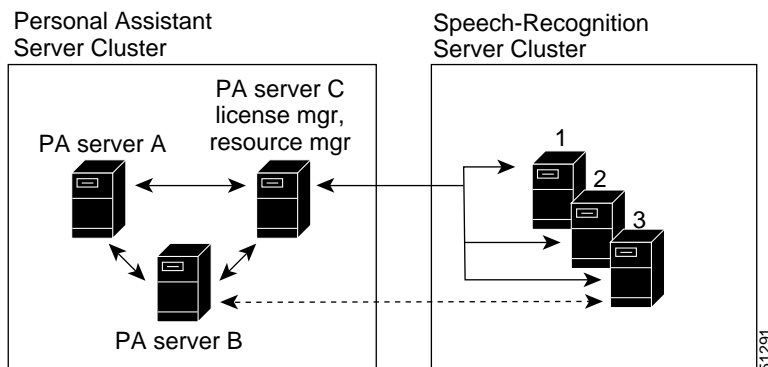 Personal Assistant
Server Cluster
Speech-Recognition
Server Cluster
PA server C
license mgr,
resource mgr
PA server A
PA server B
1
2
3
51291